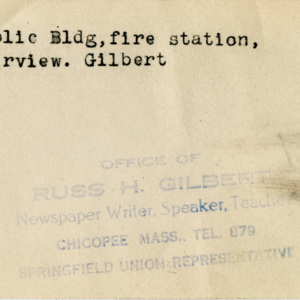 olic Bldg,fire station,
rview. Gilbert
OFFICE OF
RUSS H. GILBERT
Newspaper Writer, Speaker, Teacher
CHICOPEE MASS., TEL. 679
SPRINGFIELD UNION REPRESENTATIVE